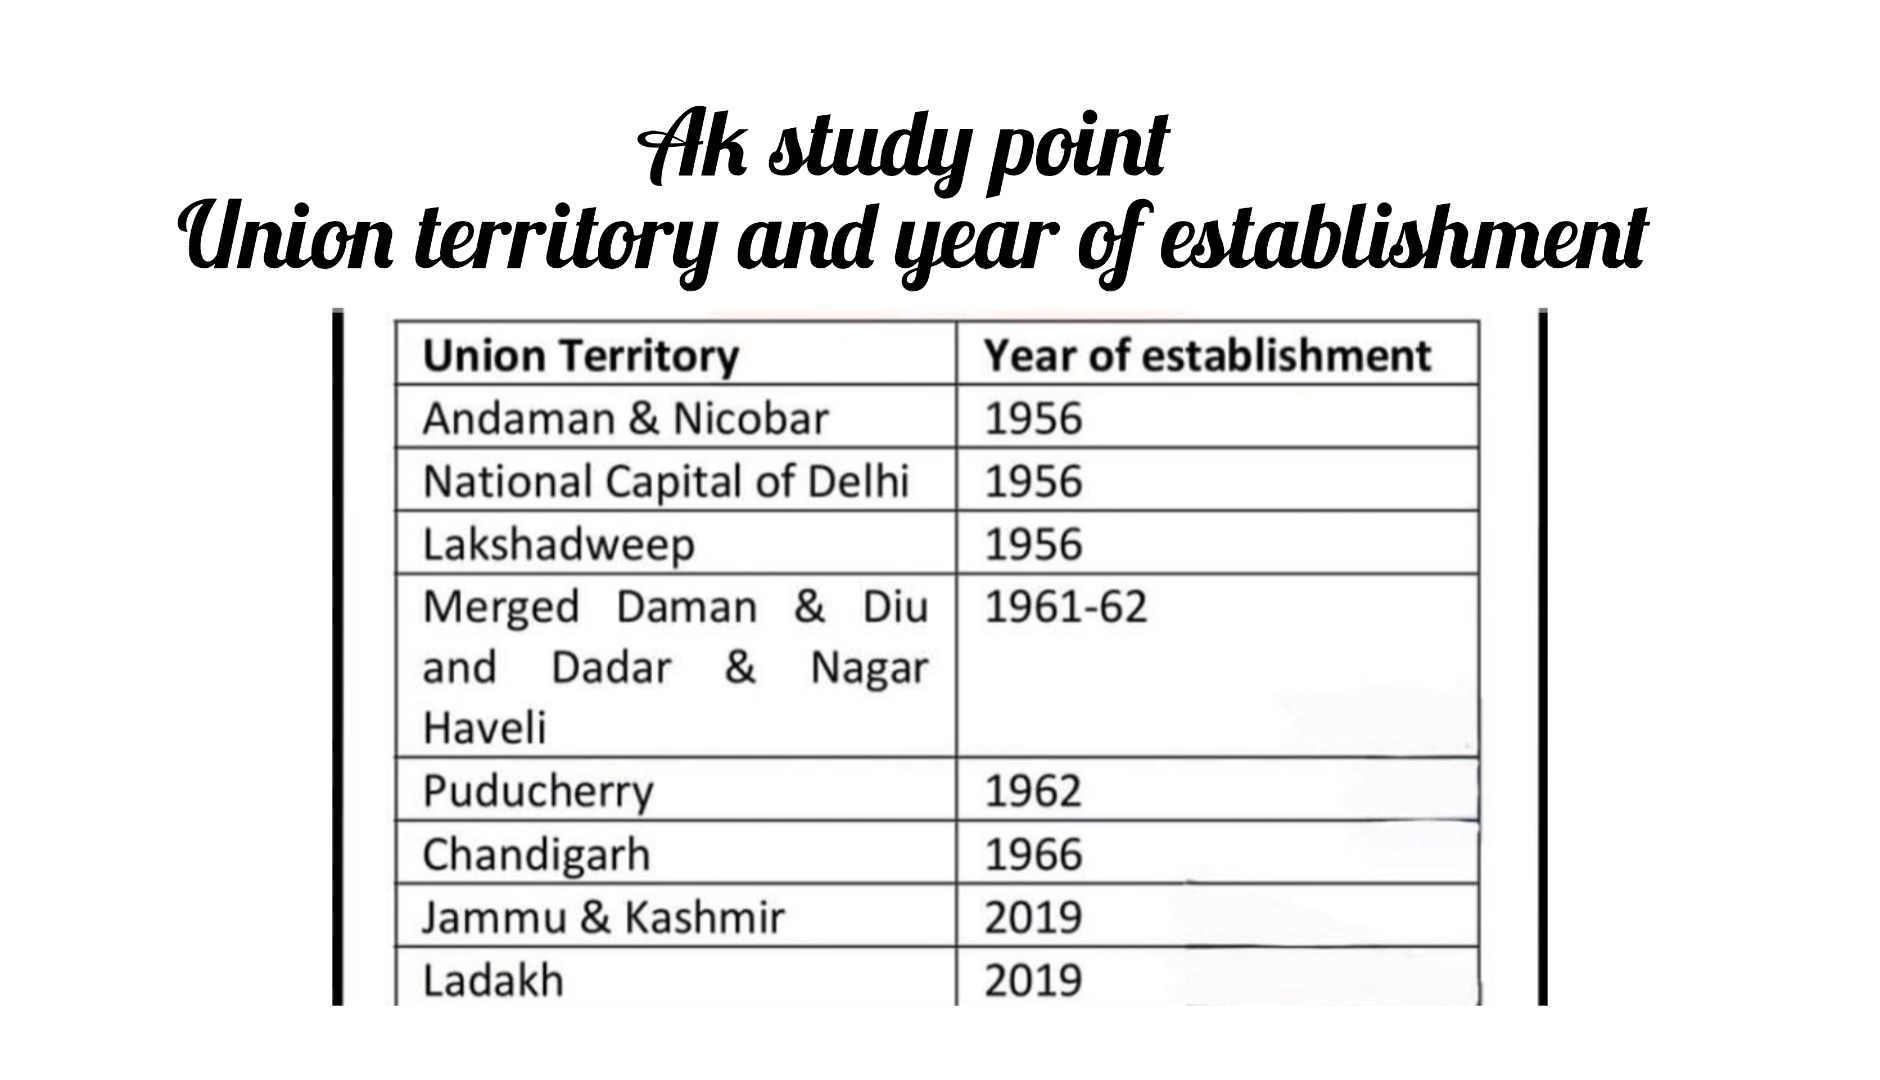 Ak study point
Union territory and year of establishment
Union Territory Year of establishment
Andaman & Nicobar 1956
National Capital of Delhi 1956
Lakshadweep 1956
Merged Daman & Diu 1961-62
and Dadar & Nagar
Haveli
Puducherry 1962
Chandigarh 1966
Jammu & Kashmir 2019
Ladakh 2019